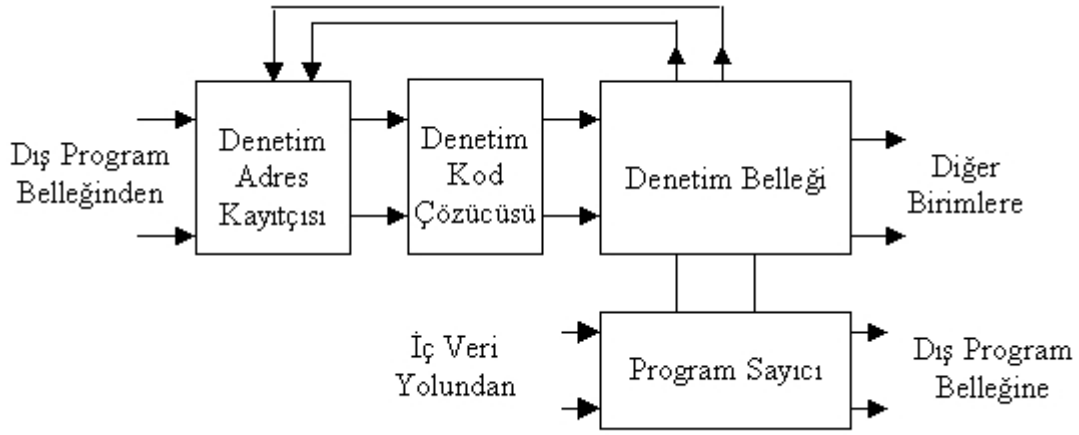 Dış Program
Belleğinden
Denetim
Adres
Kayıtçısı
Denetim
Kod
Çözücüsü
Denetim Belleği
Diğer
Birimlere
İç Veri
Yolundan
Program Sayıcı
Dış Program
Belleğine